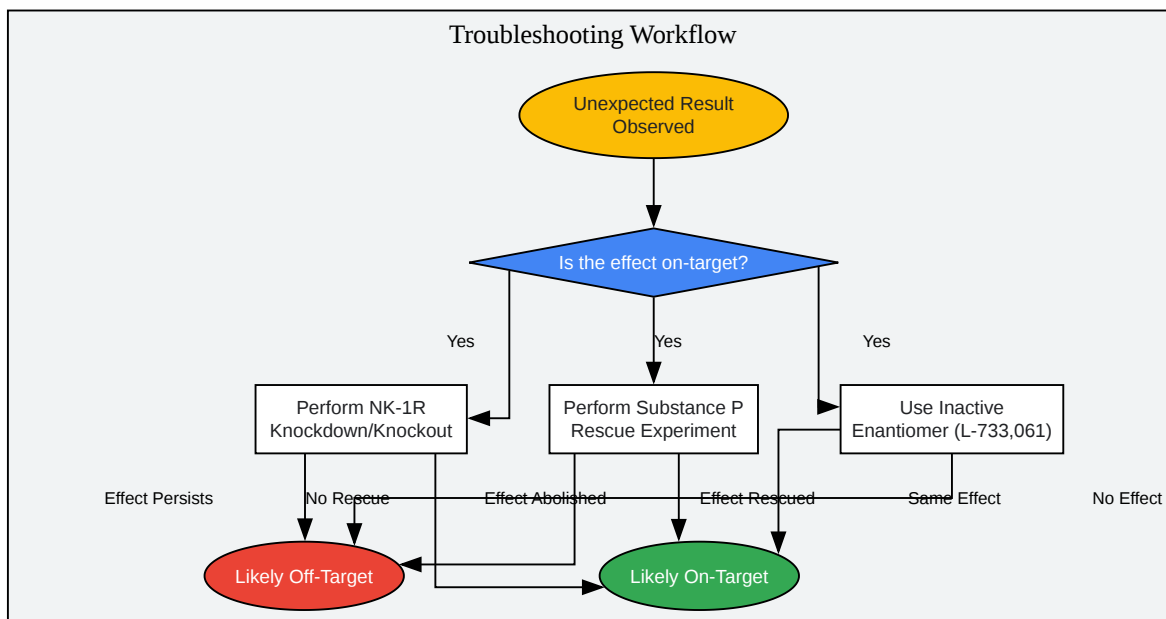 Troubleshooting Workflow
Unexpected Result
Observed
Is the effect on-target?
Yes
Yes
Yes
Perform NK-1R
Knockdown/Knockout
Perform Substance P
Rescue Experiment
Use Inactive
Enantiomer (L-733,061)
Effect Persists
No Rescue
Effect Abolished
Effect Rescued
Same Effect
No Effect
Likely Off-Target
Likely On-Target